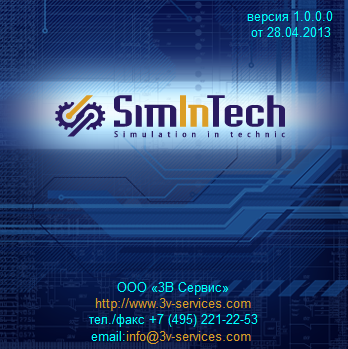 версия 1.0.0.0
от 28.04.2013
SimInTech
Simulation in technic
ООО «3В Сервис»
http://www.3v-services.com
тел./факс +7 (495) 221-22-53
email:info@3v-services.com